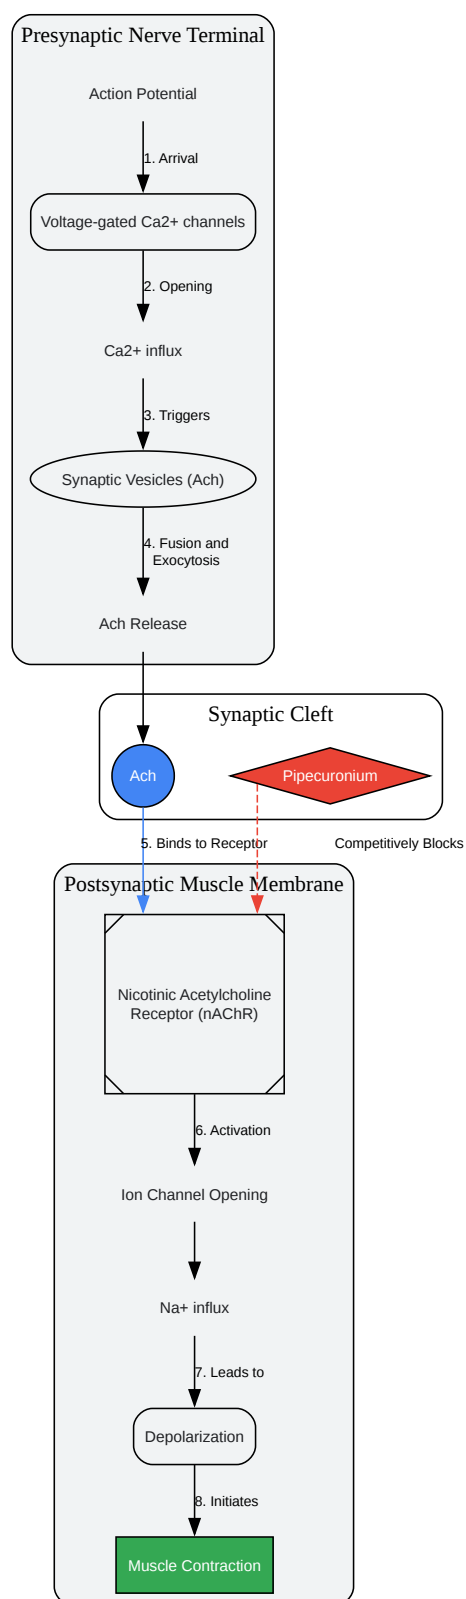 Presynaptic Nerve Terminal
Action Potential
1. Arrival
Voltage-gated Ca2+ channels
2. Opening
Ca2+ influx
3. Triggers
Synaptic Vesicles (Ach)
4. Fusion and
Exocytosis
Ach Release
Synaptic Cleft
Ach
Pipecuronium
5. Binds to Receptor
Competitively Blocks
Postsynaptic Muscle Membrane
Nicotinic Acetylcholine
Receptor (nAChR)
6. Activation
Ion Channel Opening
Na+ influx
7. Leads to
Depolarization
8. Initiates
Muscle Contraction